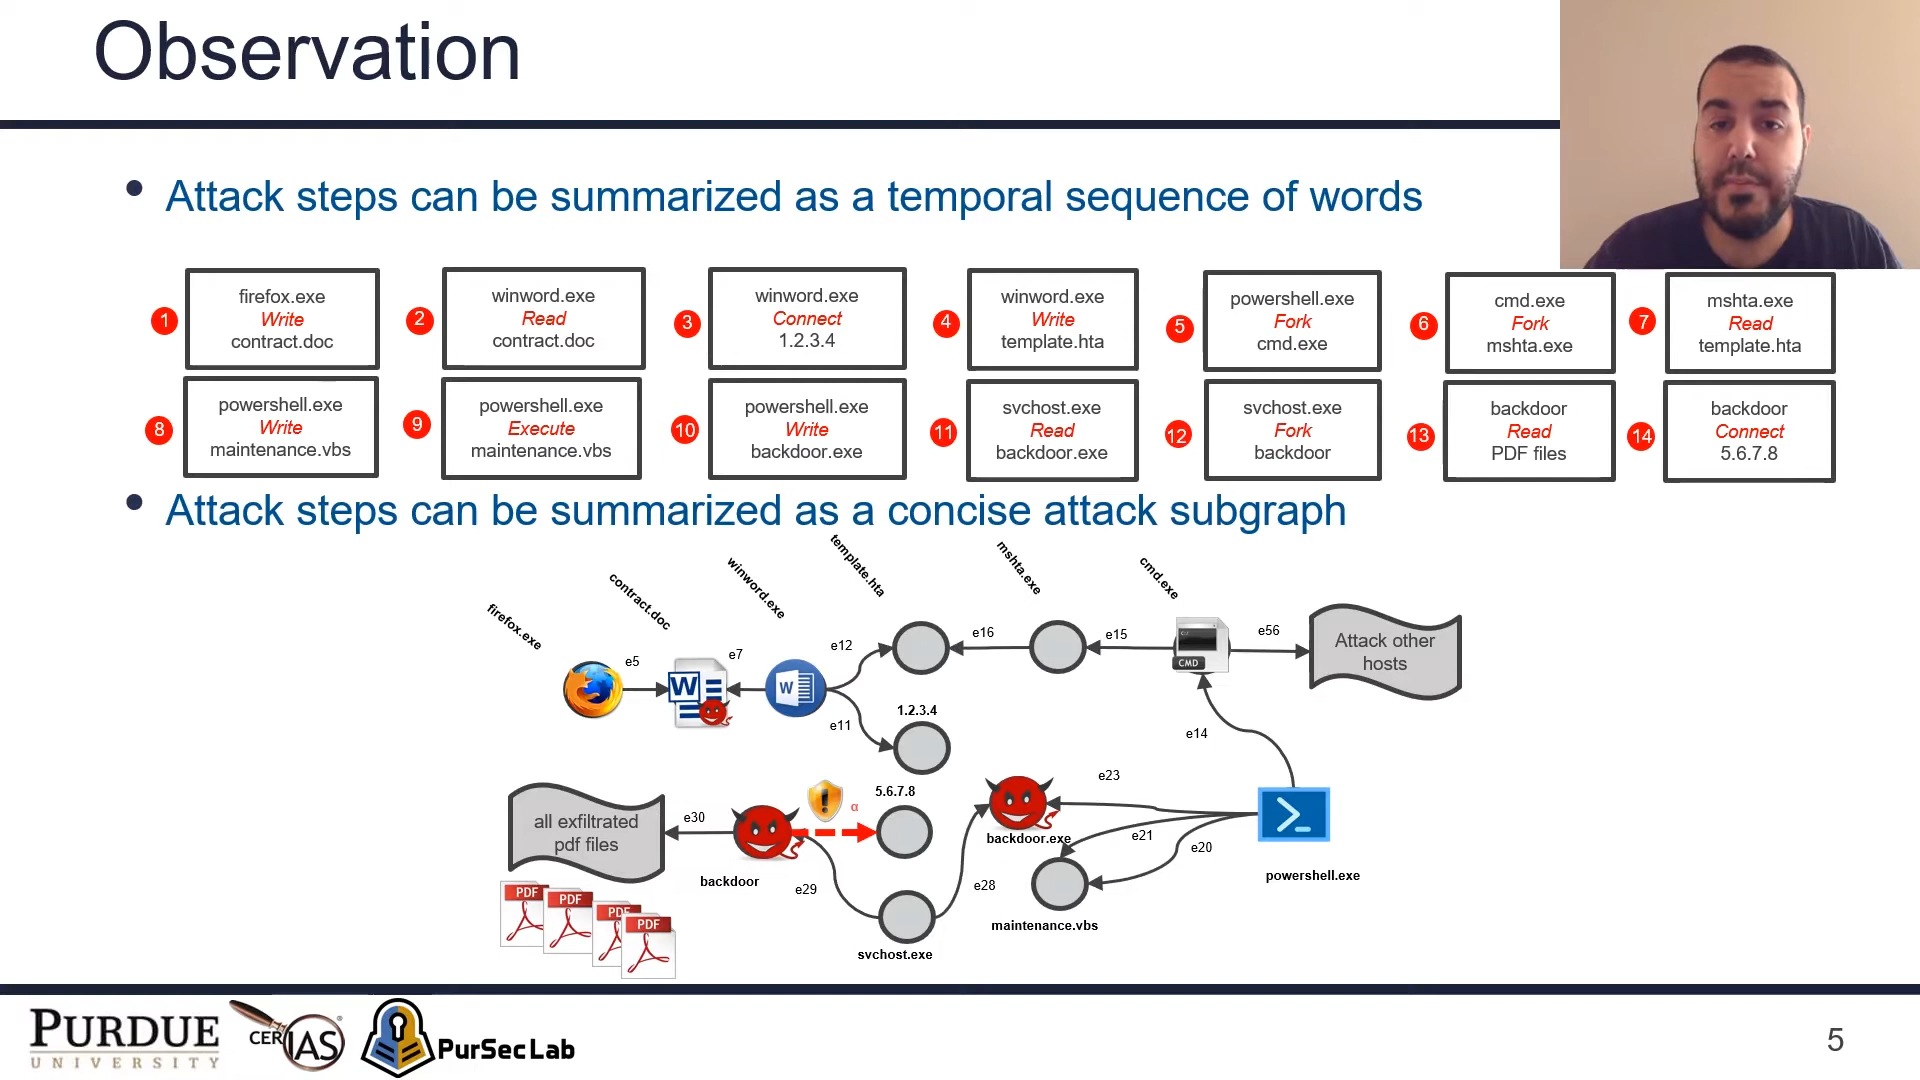 Observation
• Attack steps can be summarized as a temporal sequence of words
1
firefox.exe
Write
contract.doc
2
winword.exe
Read
contract.doc
3
winword.exe
Connect
1.2.3.4
4
winword.exe
Write
template.hta
5
powershell.exe
Fork
cmd.exe
6
cmd.exe
Fork
mshta.exe
7
mshta.exe
Read
template.hta
8
powershell.exe
Write
maintenance.vbs
9
powershell.exe
Execute
maintenance.vbs
10
powershell.exe
Write
backdoor.exe
11
svchost.exe
Read
backdoor.exe
12
svchost.exe
Fork
backdoor
13
backdoor
Read
PDF files
14
backdoor
Connect
5.6.7.8
• Attack steps can be summarized as a concise attack subgraph
firefox.exe
contract.doc
winword.exe
template.hta
mshta.exe
cmd.exe
e5
W
e7
W
e12
e16
e15
C:/
CMD
e56
Attack other
hosts
e11
1.2.3.4
e14
all exfiltrated
pdf files
e30
α
5.6.7.8
backdoor
e29
svchost.exe
e28
backdoor.exe
e23
e21
e20
maintenance.vbs
powershell.exe
PDF
PDF
PDF
PDF
PURDUE
UNIVERSITY
CERIAS
®
PurSecLab
5